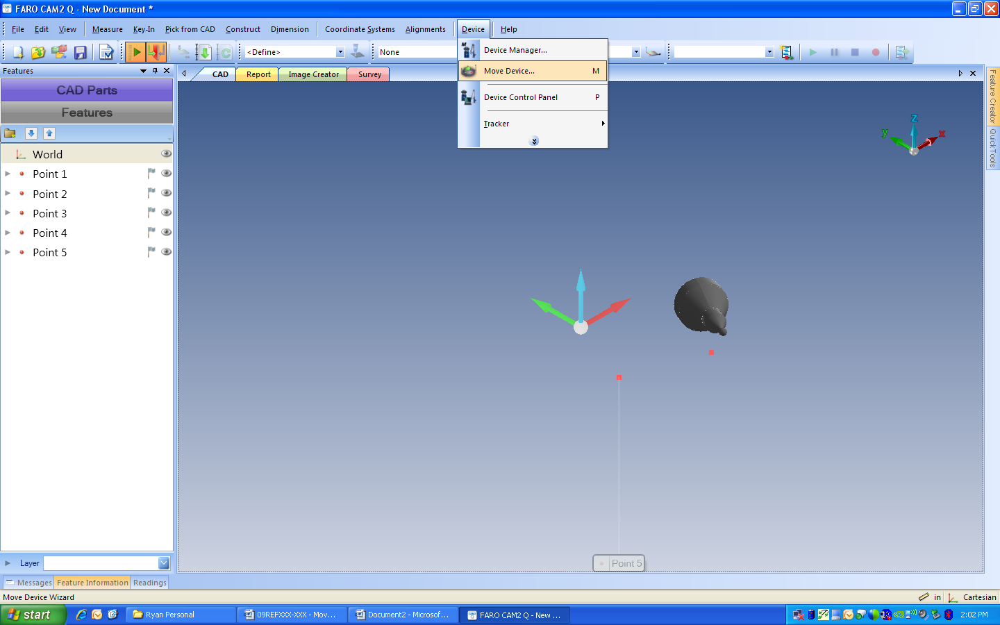 FARO CAM2 Q - New Document *
File Edit View Measure Key-In Pick from CAD Construct Dimension Coordinate Systems Alignments Device Help
<Define> None
Device Manager...
Move Device... M
Device Control Panel P
Tracker
Features
CAD Report Image Creator Survey
CAD Parts
Features
World
Point 1
Point 2
Point 3
Point 4
Point 5
z
y
x
Feature Creator
QuickTools
Point 5
Layer
Messages Feature Information Readings
Move Device Wizard
in Cartesian
start Ryan Personal 09REFXXX-XXX - Mov... Document2 - Microsof... FARO CAM2 Q - New ... 2:02 PM